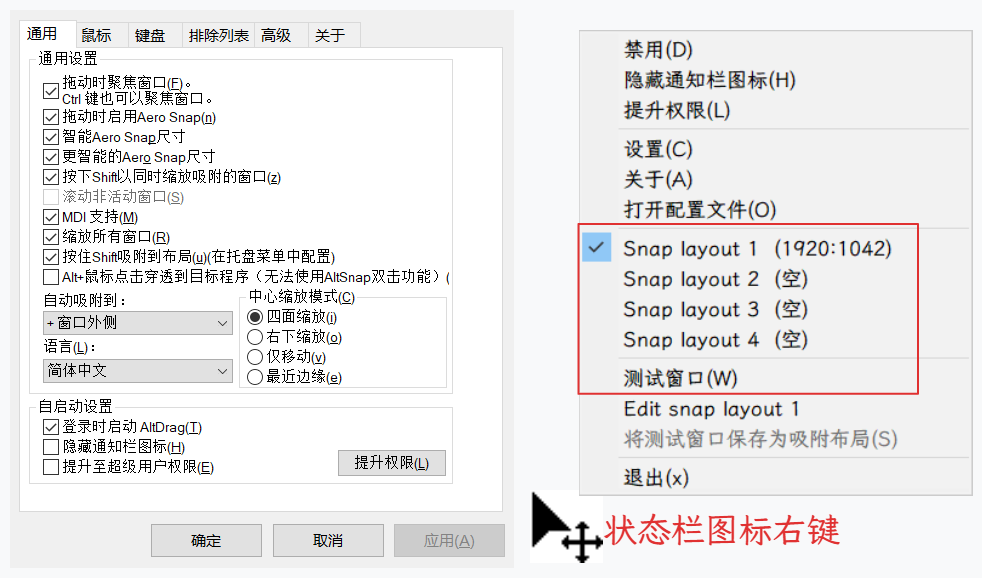 通用 鼠标 键盘 排除列表 高级 关于
通用设置
拖动时聚焦窗口(F)。
Ctrl 键也可以聚焦窗口。
拖动时启用Aero Snap(n)
智能Aero Snap尺寸
更智能的Aero Snap尺寸
按下Shift以同时缩放吸附的窗口(z)
滚动非活动窗口(S)
MDI 支持(M)
缩放所有窗口(R)
按住Shift吸附到布局(u)(在托盘菜单中配置)
Alt+鼠标点击穿透到目标程序（无法使用AltSnap双击功能）(
自动吸附到：
+ 窗口外侧
语言(L)：
简体中文
中心缩放模式(C)
四面缩放(i)
右下缩放(o)
仅移动(v)
最近边缘(e)
自启动设置
登录时启动 AltDrag(T)
隐藏通知栏图标(H)
提升至超级用户权限(E)
提升权限(L)
确定 取消 应用(A)
禁用(D)
隐藏通知栏图标(H)
提升权限(L)
设置(C)
关于(A)
打开配置文件(O)
Snap layout 1 (1920:1042)
Snap layout 2 (空)
Snap layout 3 (空)
Snap layout 4 (空)
测试窗口(W)
Edit snap layout 1
将测试窗口保存为吸附布局(S)
退出(x)
状态栏图标右键